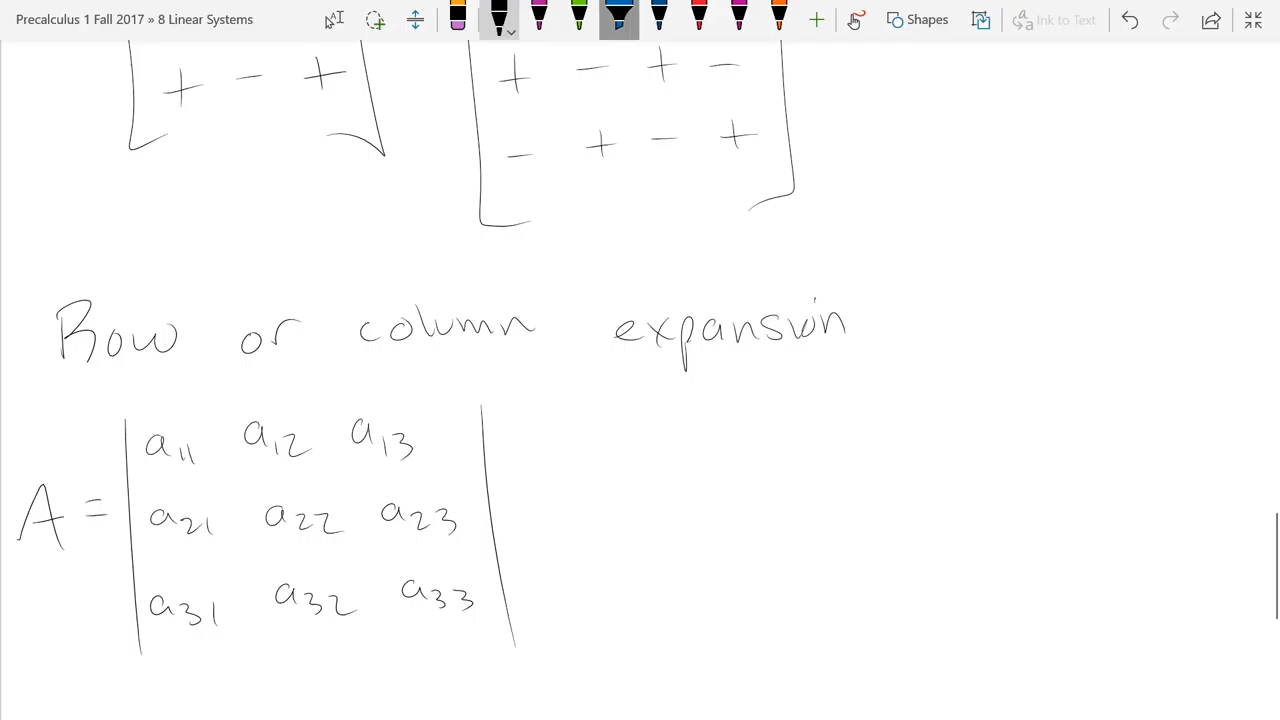 Precalculus 1 Fall 2017 » 8 Linear Systems
Shapes
Ink to Text
+ - +
+ - + -
- + - +
Row or column expansion
a₁₁ a₁₂ a₁₃
A = a₂₁ a₂₂ a₂₃
a₃₁ a₃₂ a₃₃